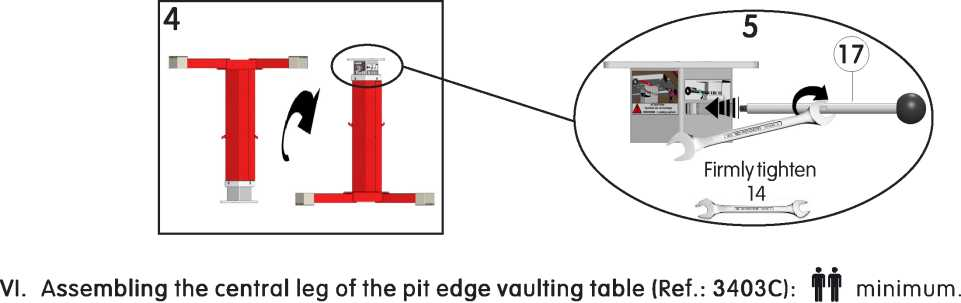 4
5
17
Firmly tighten
14
VI. Assembling the central leg of the pit edge vaulting table (Ref.: 3403C): minimum.